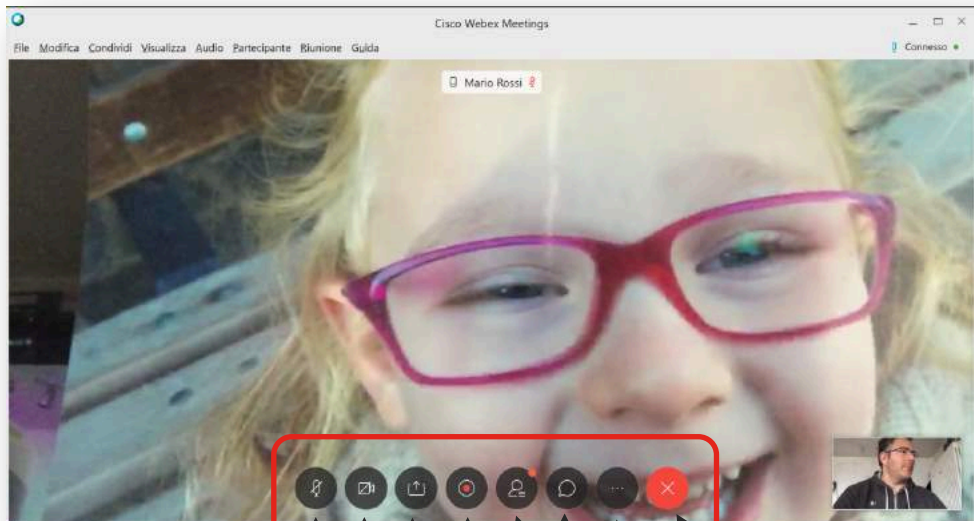 Cisco Webex Meetings
File Modifica Condividi Visualizza Audio Partecipante Riunione Guida
Connesso
Mario Rossi